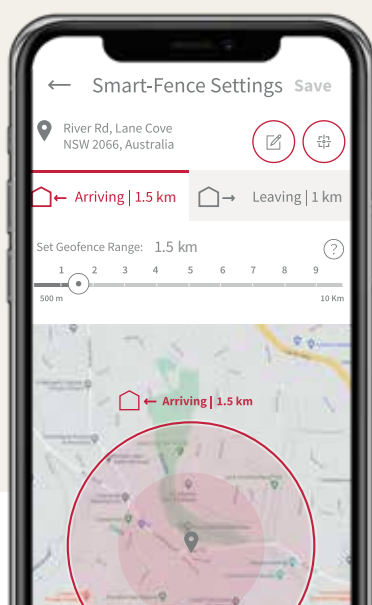 ← Smart-Fence Settings Save
River Rd, Lane Cove
NSW 2066, Australia
← Arriving | 1.5 km
→ Leaving | 1 km
Set Geofence Range: 1.5 km ?
1 2 3 4 5 6 7 8 9
500 m 10 Km
← Arriving | 1.5 km